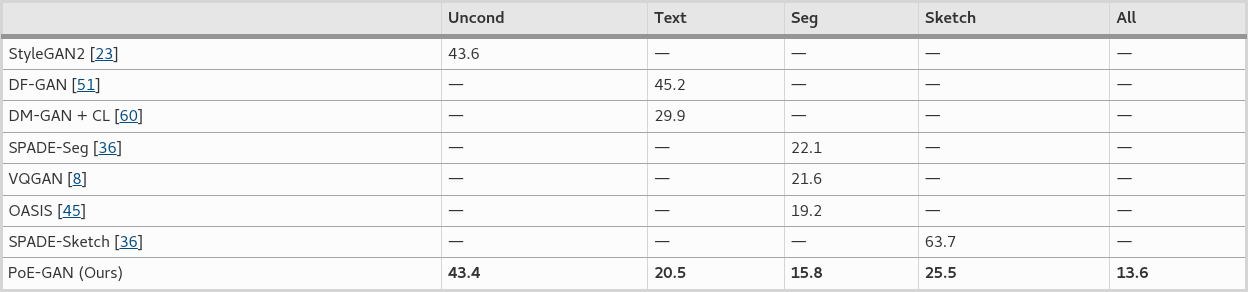 Uncond Text Seg Sketch All
StyleGAN2 [23] 43.6 — — — —
DF-GAN [51] — 45.2 — — —
DM-GAN + CL [60] — 29.9 — — —
SPADE-Seg [36] — — 22.1 — —
VQGAN [8] — — 21.6 — —
OASIS [45] — — 19.2 — —
SPADE-Sketch [36] — — — 63.7 —
PoE-GAN (Ours) 43.4 20.5 15.8 25.5 13.6